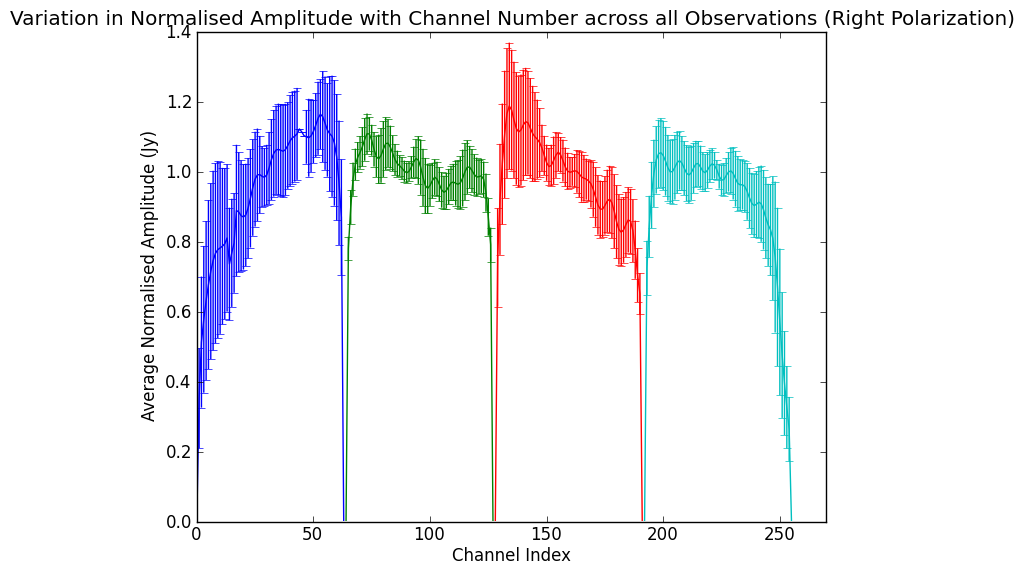 Variation in Normalised Amplitude with Channel Number across all Observations (Right Polarization)
1.4
1.2
1.0
0.8
0.6
0.4
0.2
0.0
Average Normalised Amplitude (Jy)
0 50 100 150 200 250
Channel Index